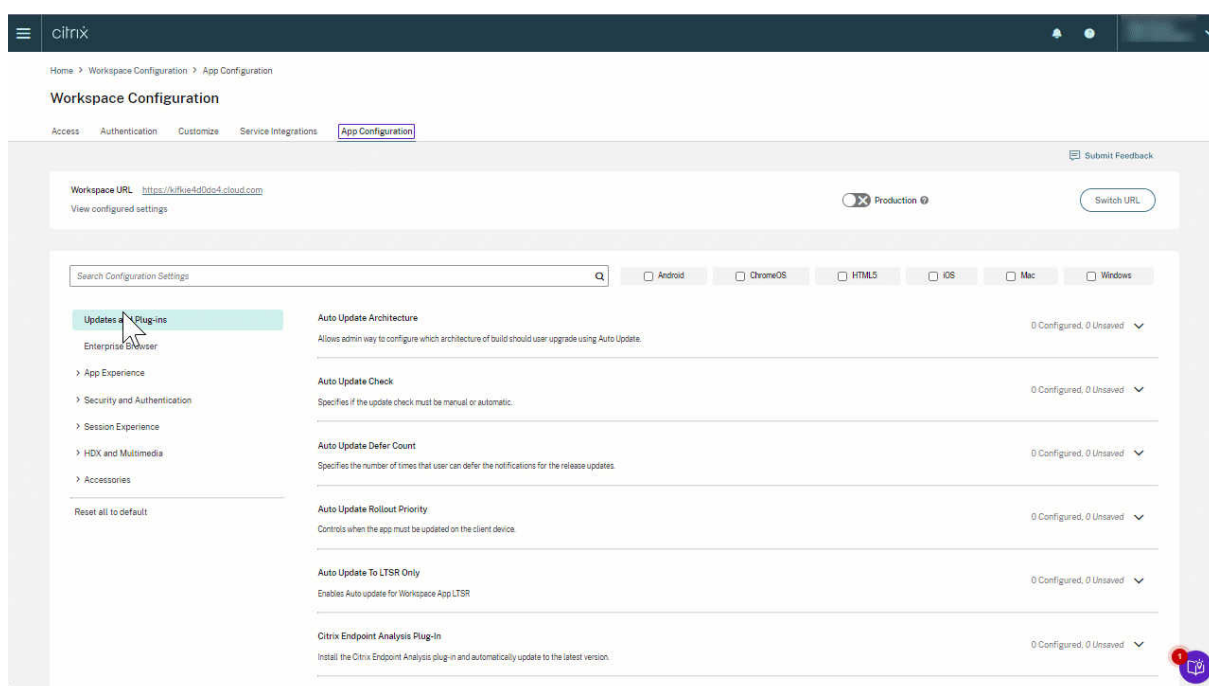 citrix
Home > Workspace Configuration > App Configuration
Workspace Configuration
Access Authentication Customize Service Integrations App Configuration
Submit Feedback
Workspace URL https://kifkie4d0do4.cloud.com
View configured settings
Production
Switch URL
Search Configuration Settings
Android ChromeOS HTML5 iOS Mac Windows
Updates and Plug-ins
Enterprise Browser
> App Experience
> Security and Authentication
> Session Experience
> HDX and Multimedia
> Accessories
Reset all to default
Auto Update Architecture
Allows admin way to configure which architecture of build should user upgrade using Auto Update.
0 Configured, 0 Unsaved
Auto Update Check
Specifies if the update check must be manual or automatic.
0 Configured, 0 Unsaved
Auto Update Defer Count
Specifies the number of times that user can defer the notifications for the release updates.
0 Configured, 0 Unsaved
Auto Update Rollout Priority
Controls when the app must be updated on the client device.
0 Configured, 0 Unsaved
Auto Update To LTSR Only
Enables Auto update for Workspace App LTSR
0 Configured, 0 Unsaved
Citrix Endpoint Analysis Plug-In
Install the Citrix Endpoint Analysis plug-in and automatically update to the latest version.
0 Configured, 0 Unsaved
1